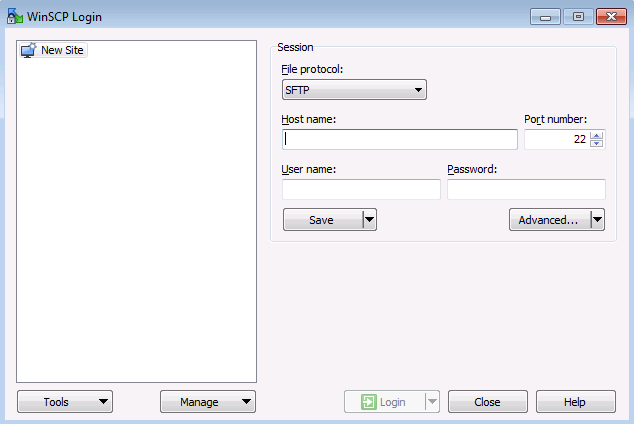 WinSCP Login
New Site
Session
File protocol:
SFTP
Host name:
Port number:
22
User name:
Password:
Save
Advanced...
Tools
Manage
Login
Close
Help